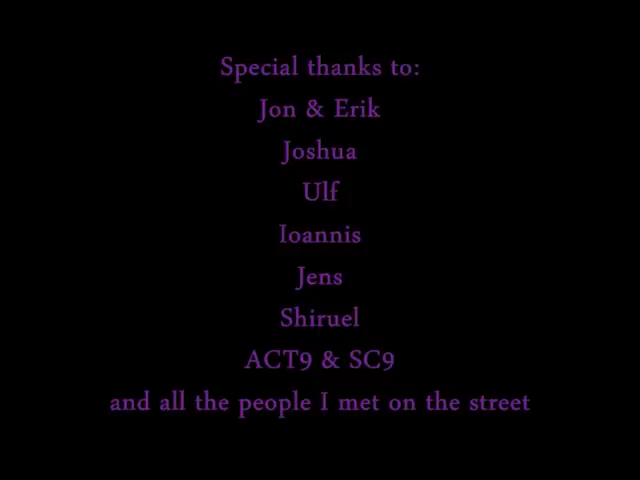 Special thanks to:
Jon & Erik
Joshua
Ulf
Ioannis
Jens
Shiruel
ACT9 & SC9
and all the people I met on the street